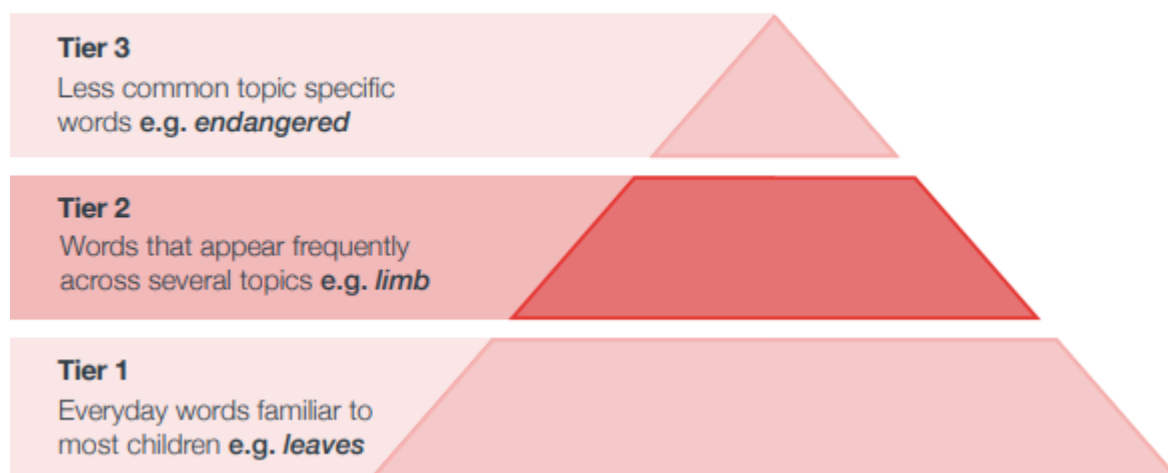 Tier 3
Less common topic specific
words e.g. endangered
Tier 2
Words that appear frequently
across several topics e.g. limb
Tier 1
Everyday words familiar to
most children e.g. leaves